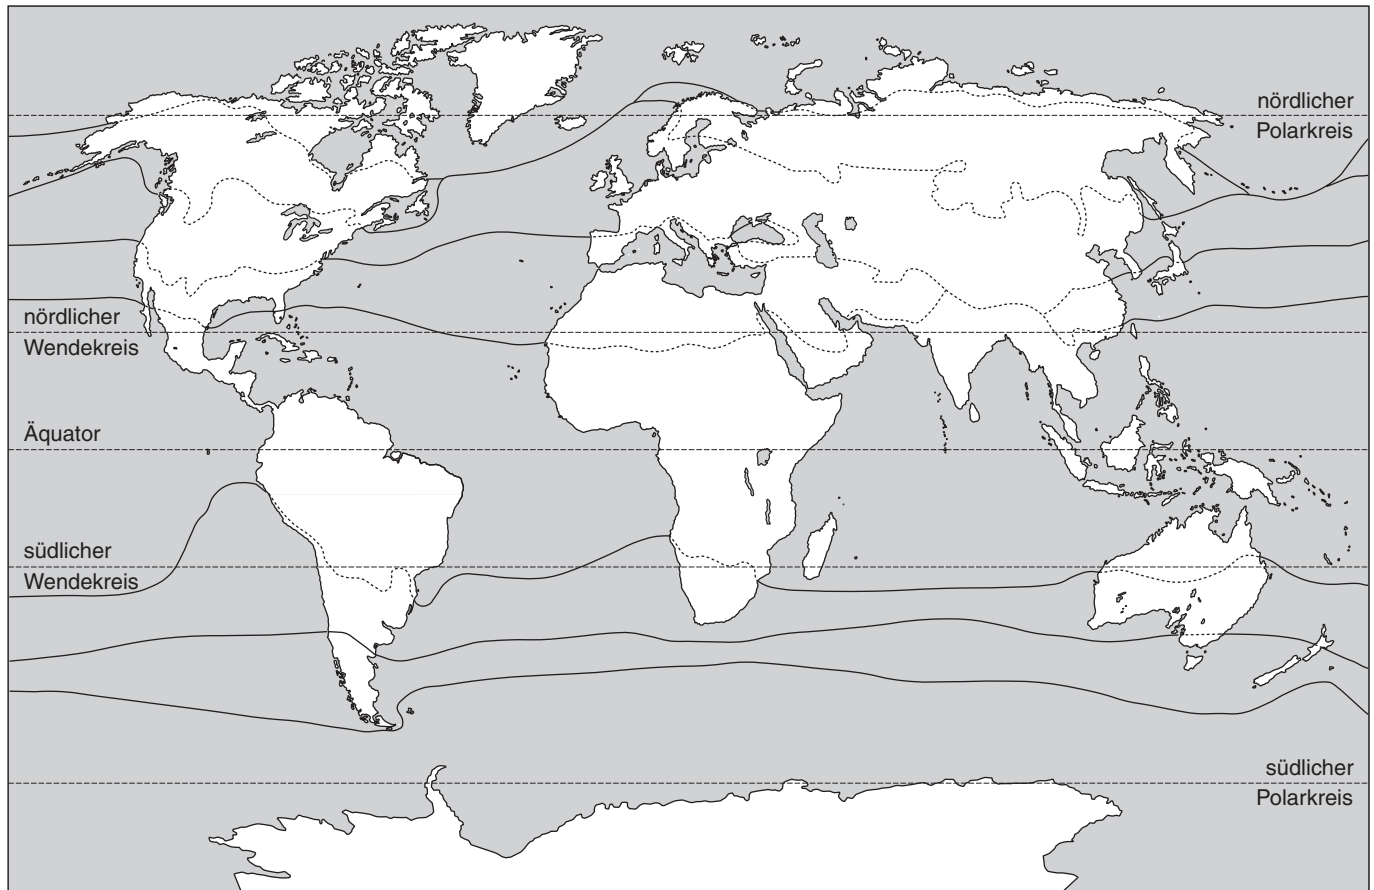 nördlicher
Polarkreis
nördlicher
Wendekreis
Äquator
südlicher
Wendekreis
südlicher
Polarkreis